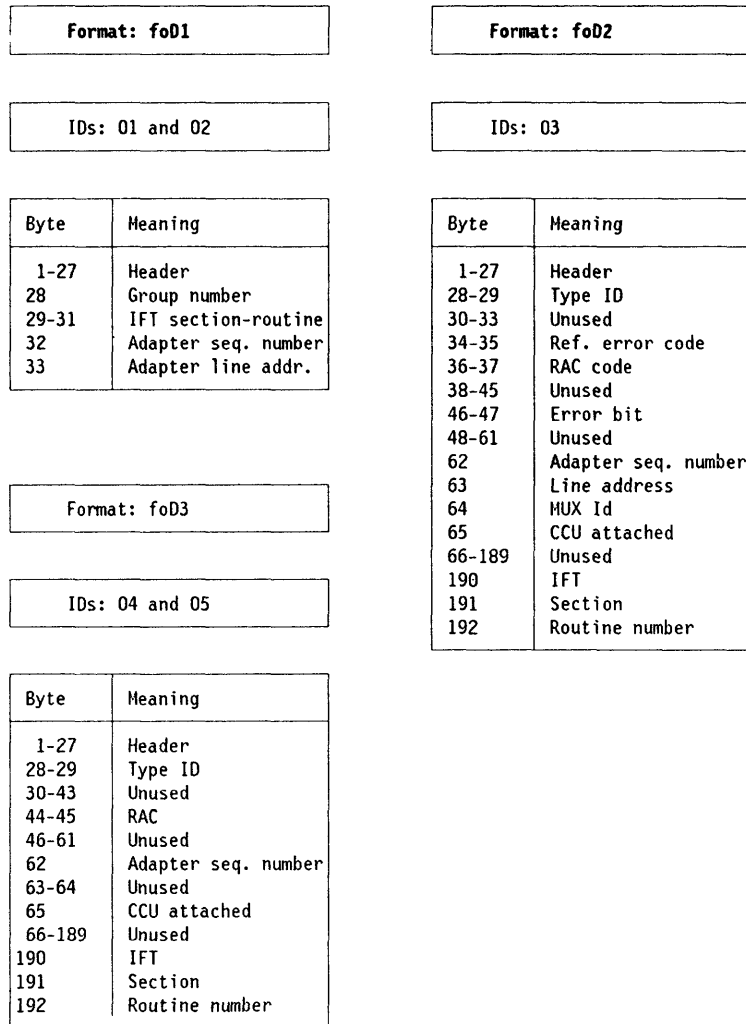 Format: foD1
IDs: 01 and 02
Byte Meaning
1-27 Header
28 Group number
29-31 IFT section-routine
32 Adapter seq. number
33 Adapter line addr.
Format: foD3
IDs: 04 and 05
Byte Meaning
1-27 Header
28-29 Type ID
30-43 Unused
44-45 RAC
46-61 Unused
62 Adapter seq. number
63-64 Unused
65 CCU attached
66-189 Unused
190 IFT
191 Section
192 Routine number
Format: foD2
IDs: 03
Byte Meaning
1-27 Header
28-29 Type ID
30-33 Unused
34-35 Ref. error code
36-37 RAC code
38-45 Unused
46-47 Error bit
48-61 Unused
62 Adapter seq. number
63 Line address
64 MUX Id
65 CCU attached
66-189 Unused
190 IFT
191 Section
192 Routine number